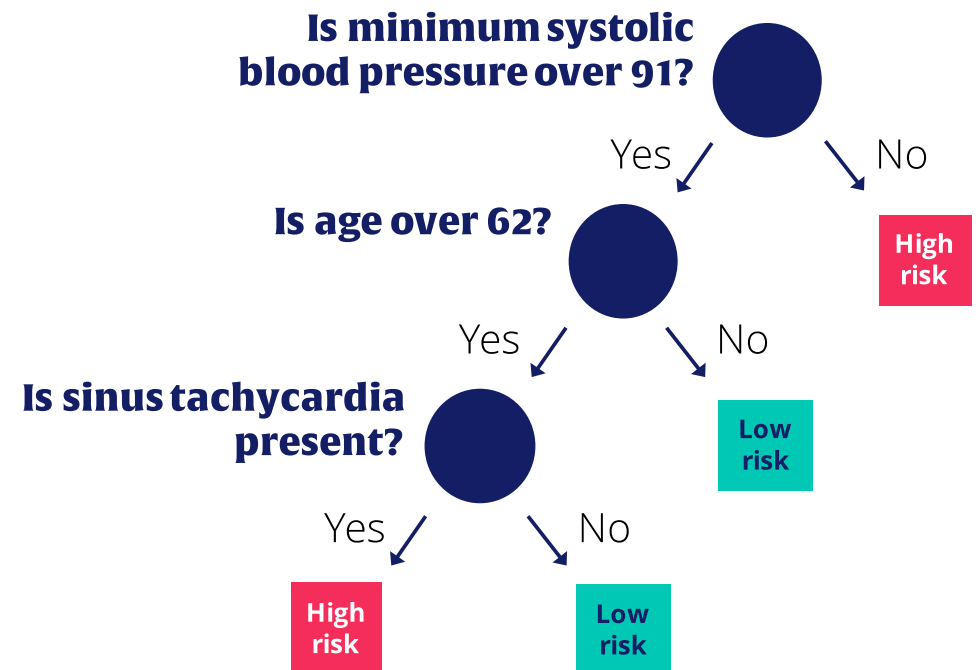 Is minimum systolic
blood pressure over 91?
Yes
No
High
risk
Is age over 62?
Yes
No
Low
risk
Is sinus tachycardia
present?
Yes
No
High
risk
Low
risk